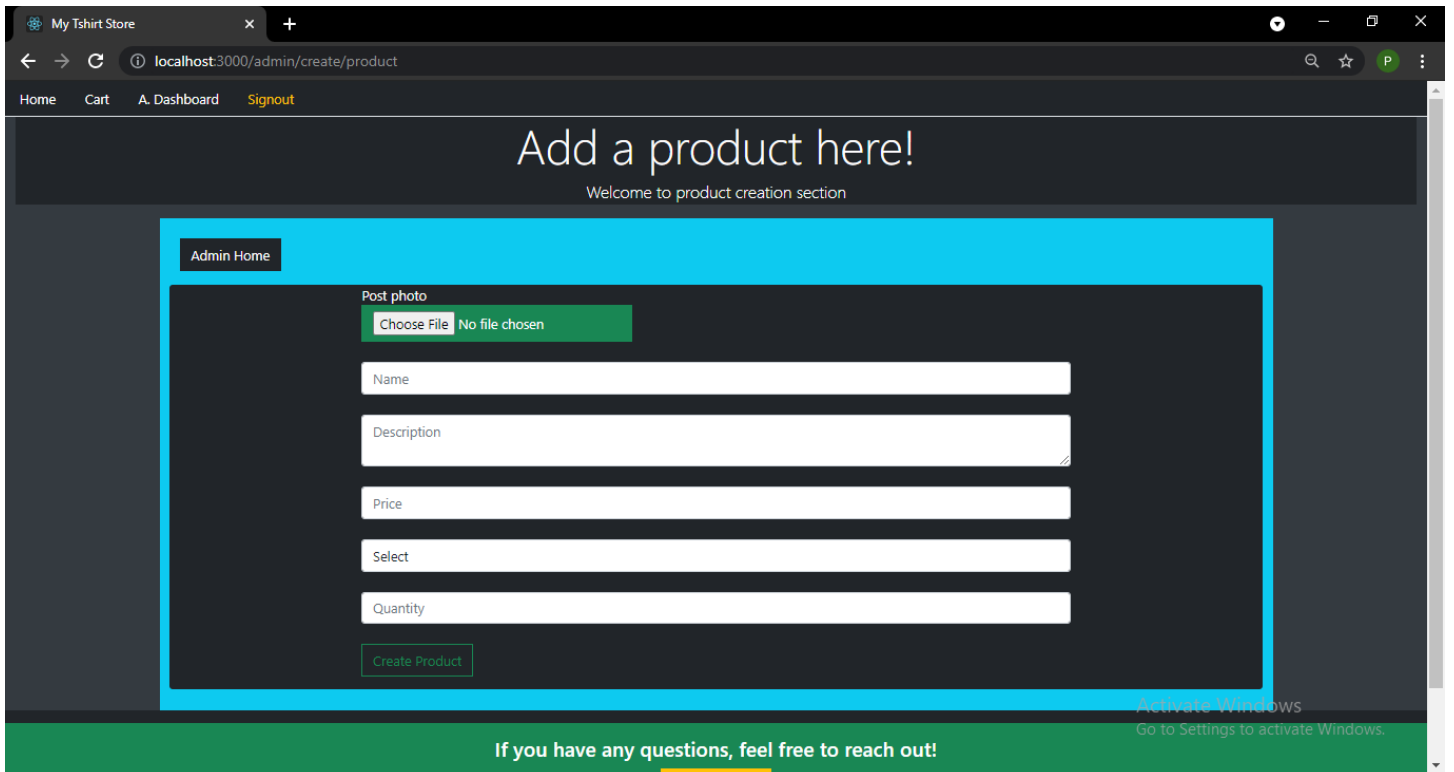 My Tshirt Store
localhost:3000/admin/create/product
P
Home Cart A. Dashboard Signout
Add a product here!
Welcome to product creation section
Admin Home
Post photo
Choose File No file chosen
Name
Description
Price
Select
Quantity
Create Product
Activate Windows
Go to Settings to activate Windows.
If you have any questions, feel free to reach out!